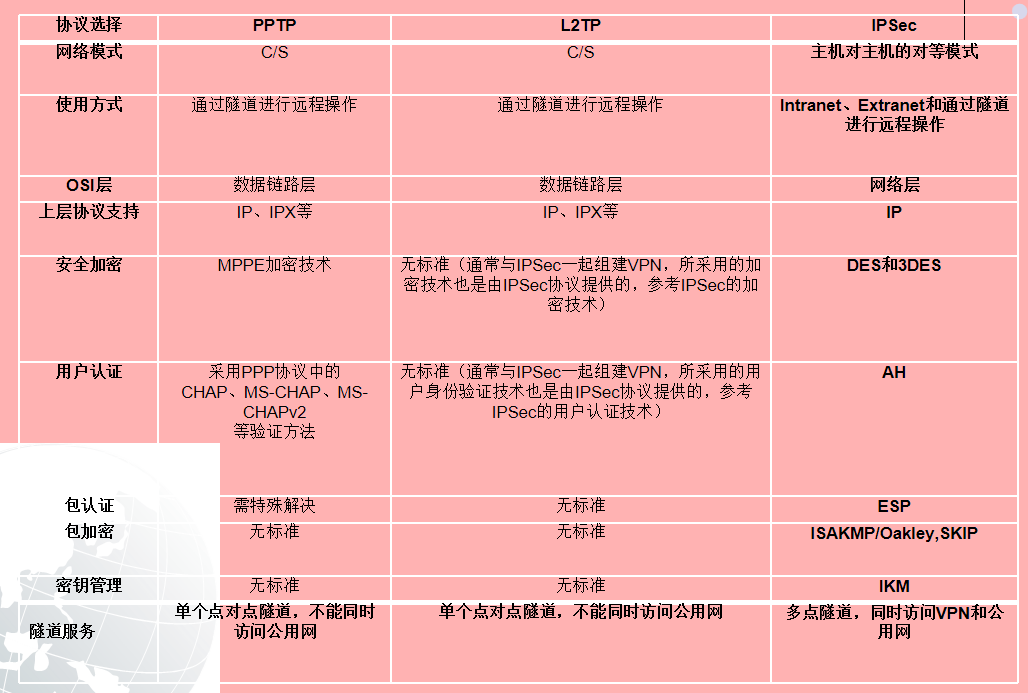 协议选择 PPTP L2TP IPSec
网络模式 C/S C/S 主机对主机的对等模式
使用方式 通过隧道进行远程操作 通过隧道进行远程操作 Intranet、Extranet和通过隧道
进行远程操作
OSI层 数据链路层 数据链路层 网络层
上层协议支持 IP、IPX等 IP、IPX等 IP
安全加密 MPPE加密技术 无标准（通常与IPSec一起组建VPN，所采用的加 DES和3DES
密技术也是由IPSec协议提供的，参考IPSec的加
密技术）
用户认证 采用PPP协议中的 无标准（通常与IPSec一起组建VPN，所采用的用 AH
CHAP、MS-CHAP、MS- 户身份验证技术也是由IPSec协议提供的，参考
CHAPv2 IPSec的用户认证技术）
等验证方法
包认证 需特殊解决 无标准 ESP
包加密 无标准 无标准 ISAKMP/Oakley,SKIP
密钥管理 无标准 无标准 IKM
隧道服务 单个点对点隧道，不能同时 单个点对点隧道，不能同时访问公用网 多点隧道，同时访问VPN和公
访问公用网 用网